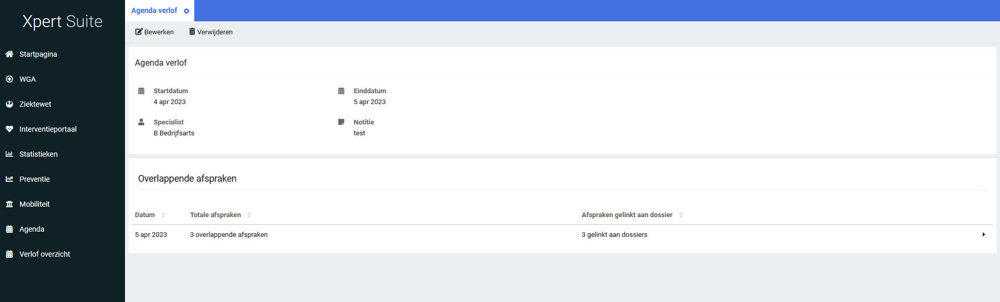 Xpert Suite
Agenda verlof
Bewerken Verwijderen
Startpagina
WGA
Ziektewet
Interventieportaal
Statistieken
Preventie
Mobiliteit
Agenda
Verlof overzicht
Agenda verlof
Startdatum Einddatum
4 apr 2023 5 apr 2023
Specialist Notitie
B Bedrijfsarts test
Overlappende afspraken
Datum Totale afspraken Afspraken gelinkt aan dossier
5 apr 2023 3 overlappende afspraken 3 gelinkt aan dossiers